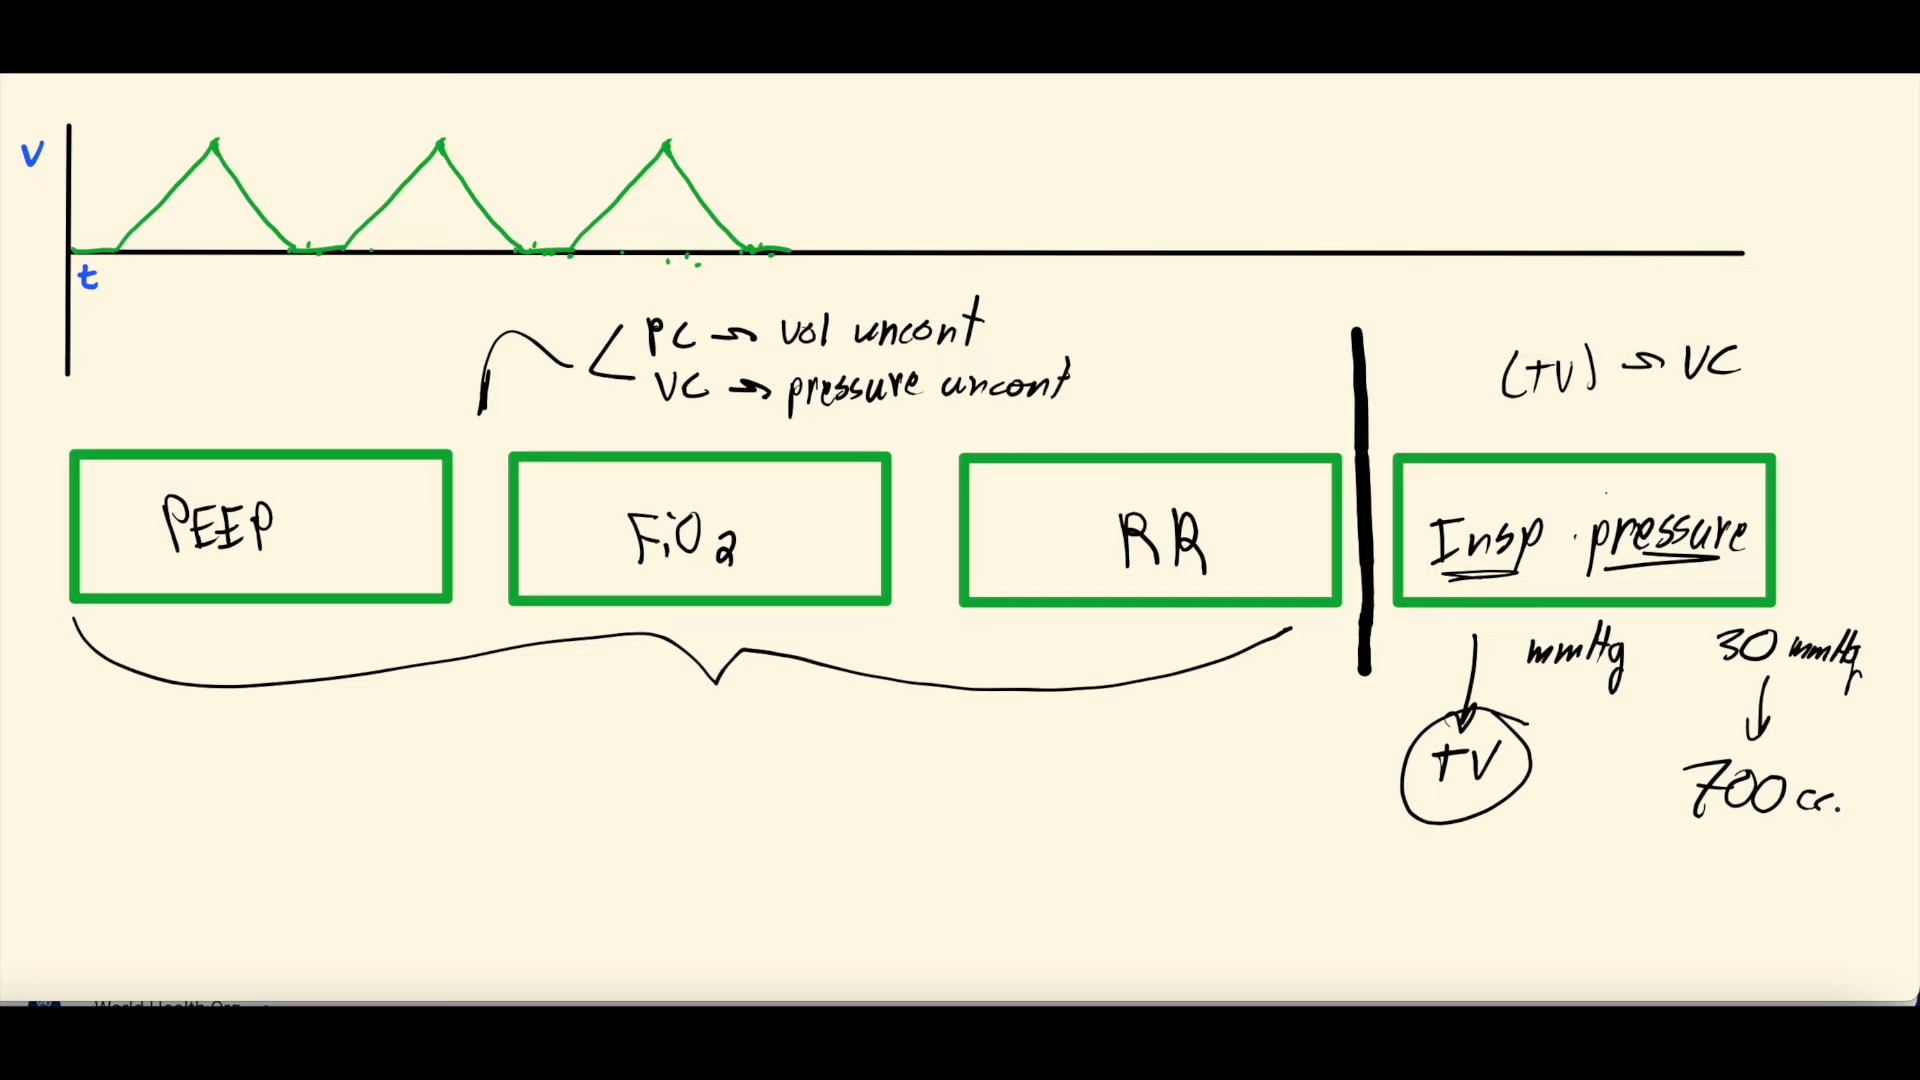 V
t
PC → vol uncont
VC → pressure uncont
(TV) → VC
PEEP
FiO2
RR
Insp. pressure
mmHg
30 mmHg
TV
700 cc.